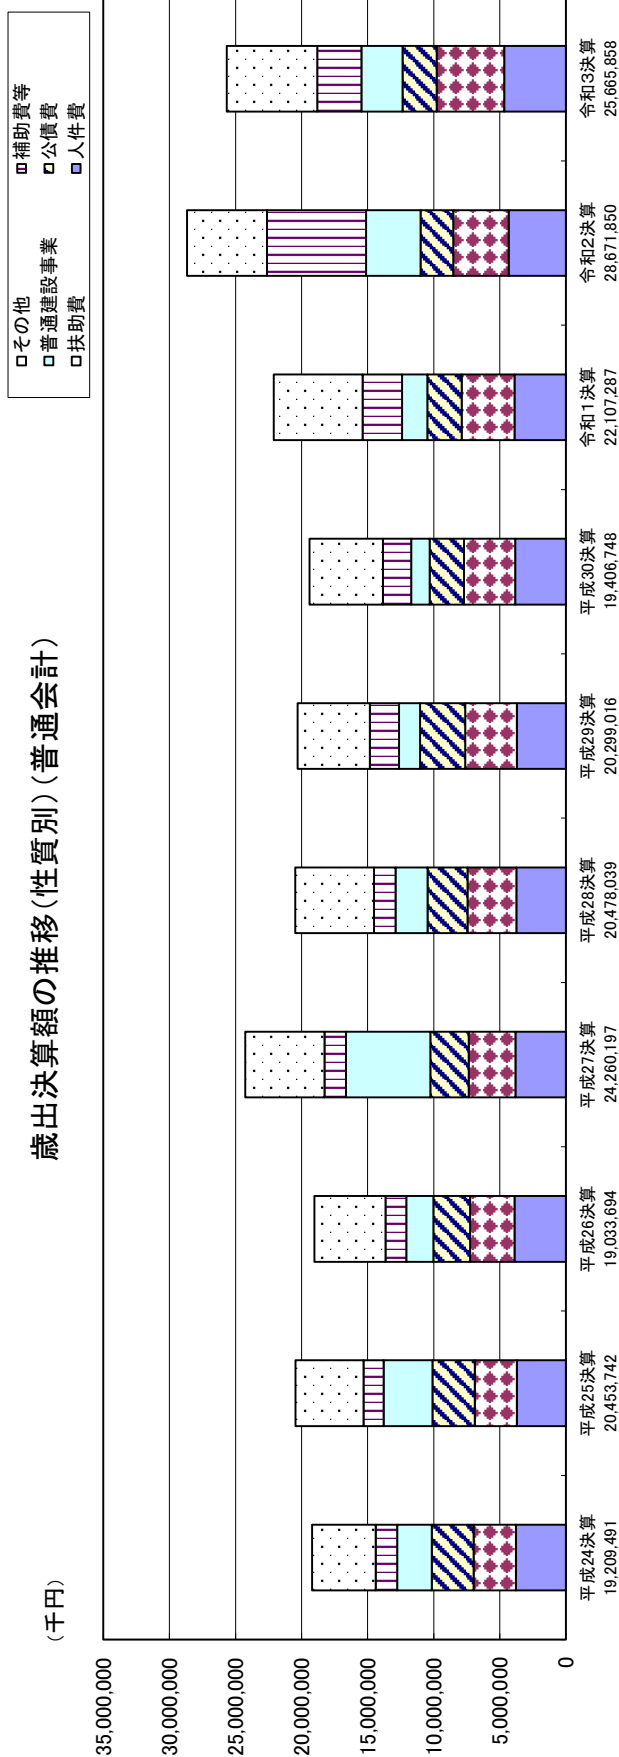 歳出決算額の推移(性質別)(普通会計)
(千円)
□その他
補助費等
普通建設事業
公債費
□扶助費
人件費
35,000,000
30,000,000
25,000,000
20,000,000
15,000,000
10,000,000
5,000,000
0
平成24決算
19,209,491
平成25決算
20,453,742
平成26決算
19,033,694
平成27決算
24,260,197
平成28決算
20,478,039
平成29決算
20,299,016
平成30決算
19,406,748
令和1決算
22,107,287
令和2決算
28,671,850
令和3決算
25,665,858